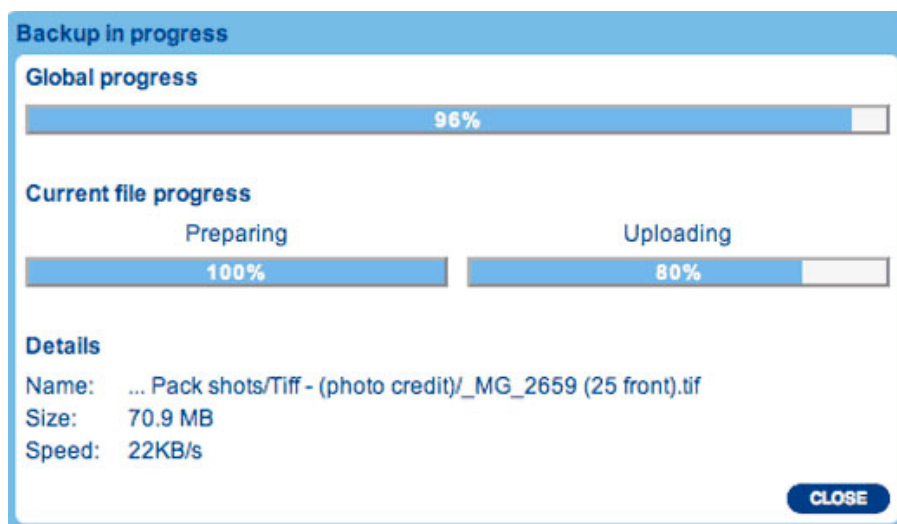 Backup in progress
Global progress
96%
Current file progress
Preparing Uploading
100% 80%
Details
Name: ... Pack shots/Tiff - (photo credit)/_MG_2659 (25 front).tif
Size: 70.9 MB
Speed: 22KB/s
CLOSE